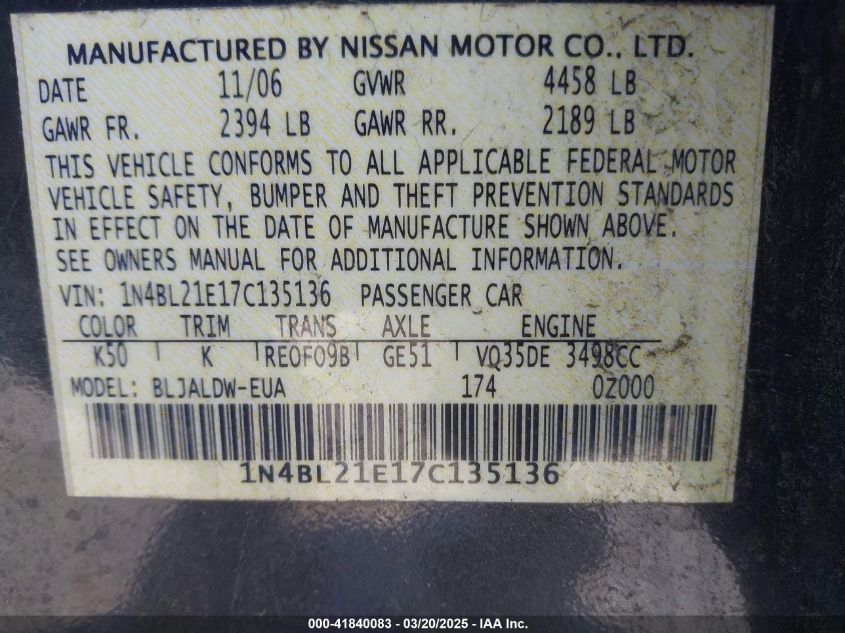 MANUFACTURED BY NISSAN MOTOR CO., LTD.
DATE 11/06 GVWR 4458 LB
GAWR FR. 2394 LB GAWR RR. 2189 LB
THIS VEHICLE CONFORMS TO ALL APPLICABLE FEDERAL MOTOR
VEHICLE SAFETY, BUMPER AND THEFT PREVENTION STANDARDS
IN EFFECT ON THE DATE OF MANUFACTURE SHOWN ABOVE.
SEE OWNERS MANUAL FOR ADDITIONAL INFORMATION.
VIN: 1N4BL21E17C135136 PASSENGER CAR
COLOR TRIM TRANS AXLE ENGINE
K50 K RE0F09B GE51 VQ35DE 3498CC
MODEL: BLJALDW-EUA 174 0Z000
1N4BL21E17C135136
000-41840083 - 03/20/2025 - IAA Inc.